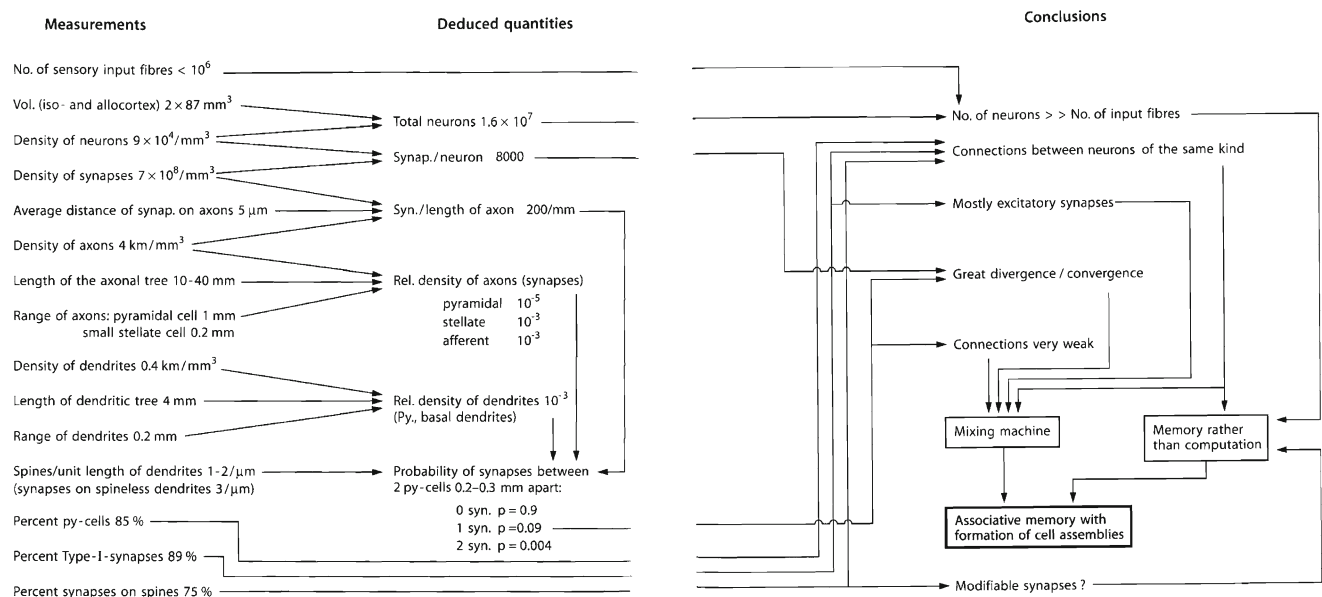 Measurements
Deduced quantities
Conclusions
No. of sensory input fibres < 10⁶
Vol. (iso- and allocortex) 2 × 87 mm³
Density of neurons 9 × 10⁴/mm³
Density of synapses 7 × 10⁸/mm³
Average distance of synap. on axons 5 µm
Density of axons 4 km/mm³
Length of the axonal tree 10-40 mm
Range of axons: pyramidal cell 1 mm
small stellate cell 0.2 mm
Density of dendrites 0.4 km/mm³
Length of dendritic tree 4 mm
Range of dendrites 0.2 mm
Spines/unit length of dendrites 1-2/µm
(synapses on spineless dendrites 3/µm)
Percent py-cells 85 %
Percent Type-I-synapses 89 %
Percent synapses on spines 75 %
Total neurons 1.6 × 10⁷
Synap./neuron 8000
Syn./length of axon 200/mm
Rel. density of axons (synapses)
pyramidal 10⁻⁵
stellate 10⁻³
afferent 10⁻³
Rel. density of dendrites 10⁻³
(Py., basal dendrites)
Probability of synapses between
2 py-cells 0.2–0.3 mm apart:
0 syn. p = 0.9
1 syn. p = 0.09
2 syn. p = 0.004
No. of neurons > > No. of input fibres
Connections between neurons of the same kind
Mostly excitatory synapses
Great divergence / convergence
Connections very weak
Mixing machine
Memory rather
than computation
Associative memory with
formation of cell assemblies
Modifiable synapses ?